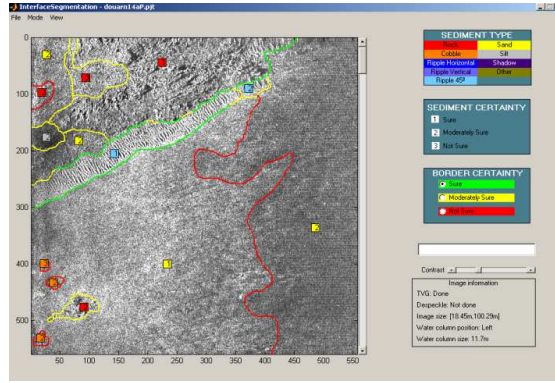 InterfaceSegmentation - douarn14aP.pjt
File Mode View
SEDIMENT TYPE
Rock Sand
Cobble Silt
Ripple Horizontal Shadow
Ripple Vertical Other
Ripple 45º
SEDIMENT CERTAINTY
1 Sure
2 Moderately Sure
3 Not Sure
BORDER CERTAINTY
Sure
Moderately Sure
Not Sure
Contrast
Image information
TVG: Done
Despeckle: Not done
Image size: [18.45m,100.29m]
Water column position: Left
Water column size: 11.7m
0
100
200
300
400
500
50 100 150 200 250 300 350 400 450 500 550